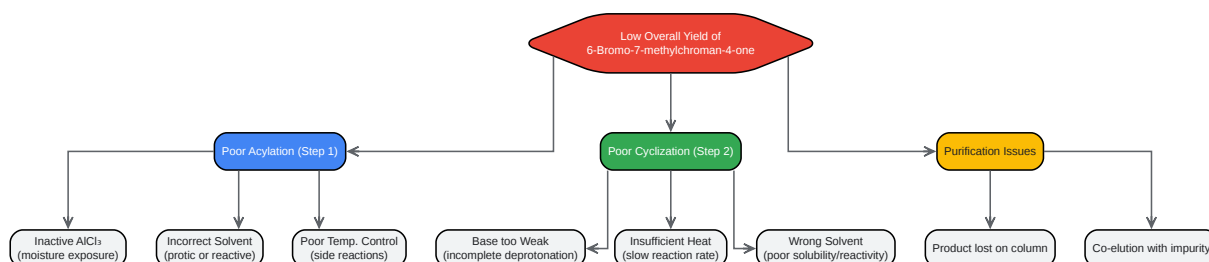 Low Overall Yield of
6-Bromo-7-methylchroman-4-one
Poor Acylation (Step 1)
Poor Cyclization (Step 2)
Purification Issues
Inactive AlCl₃
(moisture exposure)
Incorrect Solvent
(protic or reactive)
Poor Temp. Control
(side reactions)
Base too Weak
(incomplete deprotonation)
Insufficient Heat
(slow reaction rate)
Wrong Solvent
(poor solubility/reactivity)
Product lost on column
Co-elution with impurity